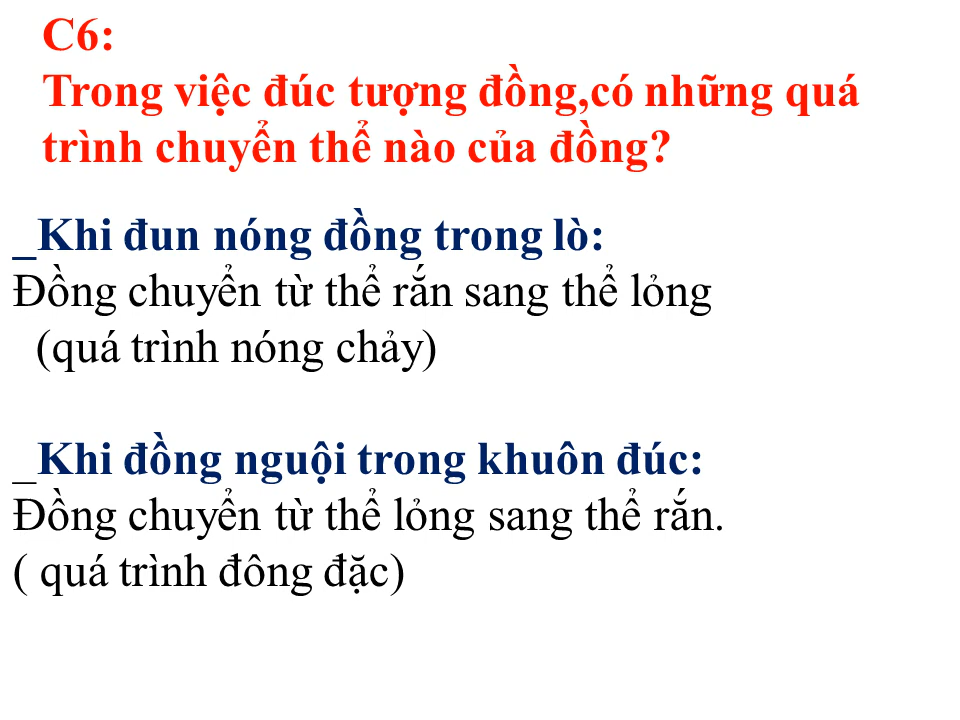 C6:
Trong việc đúc tượng đồng,có những quá
trình chuyển thể nào của đồng?
_Khi đun nóng đồng trong lò:
Đồng chuyển từ thể rắn sang thể lỏng
(quá trình nóng chảy)
_Khi đồng nguội trong khuôn đúc:
Đồng chuyển từ thể lỏng sang thể rắn.
( quá trình đông đặc)